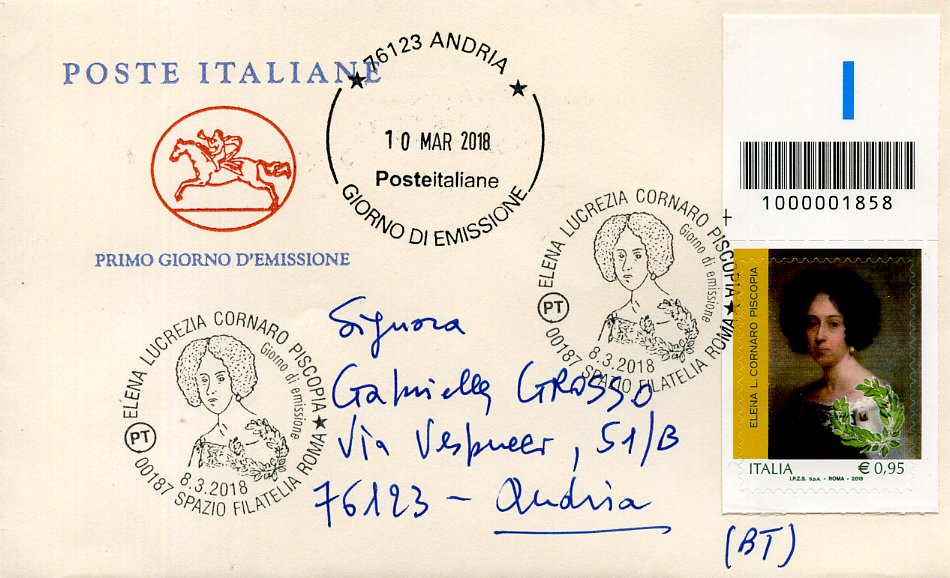 POSTE ITALIANE
PRIMO GIORNO D'EMISSIONE
76123 ANDRIA
10 MAR 2018
Posteitaliane
GIORNO DI EMISSIONE
1000001858
ELENA LUCREZIA CORNARO PISCOPIA
Giorno di emissione
PT
8.3.2018
00187 SPAZIO FILATELIA ROMA
ELENA L. CORNARO PISCOPIA
ITALIA € 0,95
I.P.Z.S. S.p.A. - ROMA - 2018
ELENA LUCREZIA CORNARO PISCOPIA
Giorno di emissione
PT
8.3.2018
00187 SPAZIO FILATELIA ROMA
Signora
Gabriella GROSSO
Via Vespucci, 51/B
76123 - Andria
(BT)